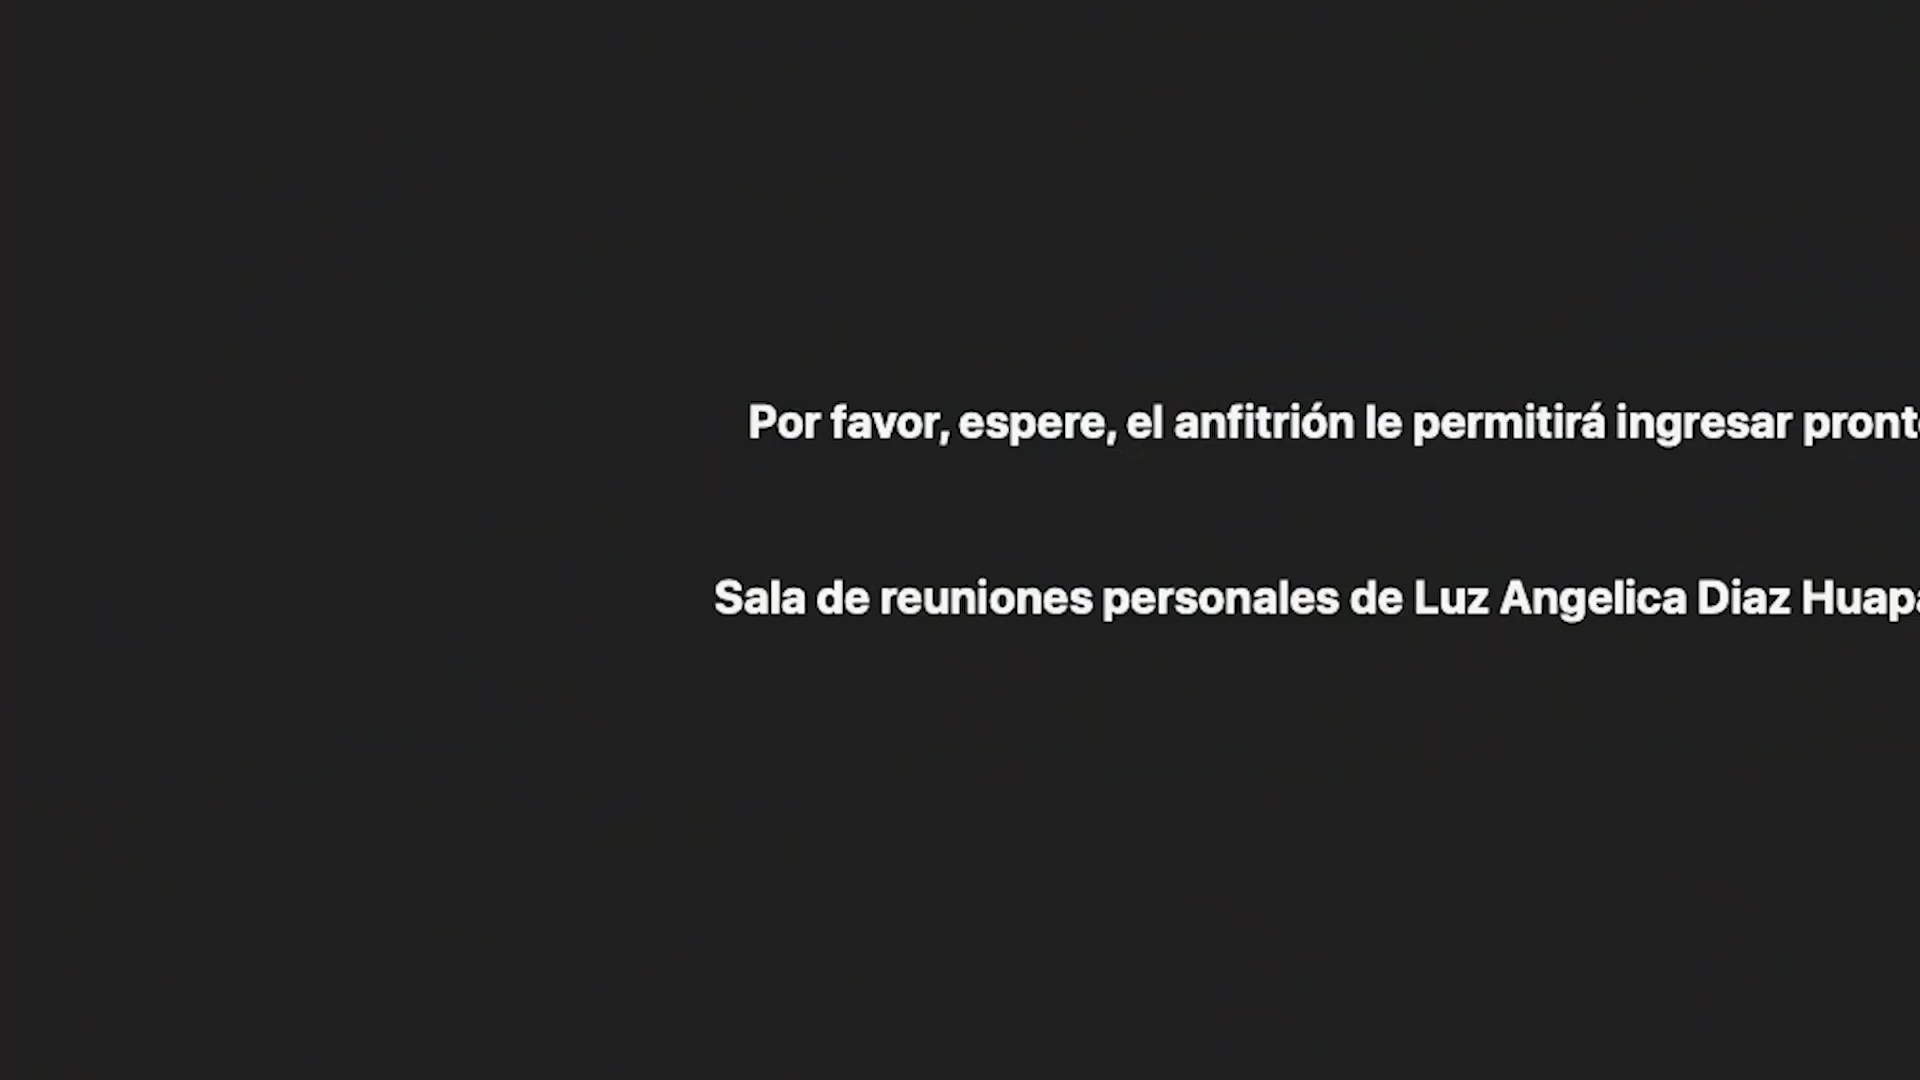 Por favor, espere, el anfitrión le permitirá ingresar
Sala de reuniones personales de Luz Angelica Diaz